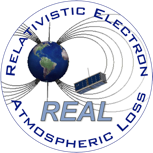 Relativistic Electron
REAL
Atmospheric Loss